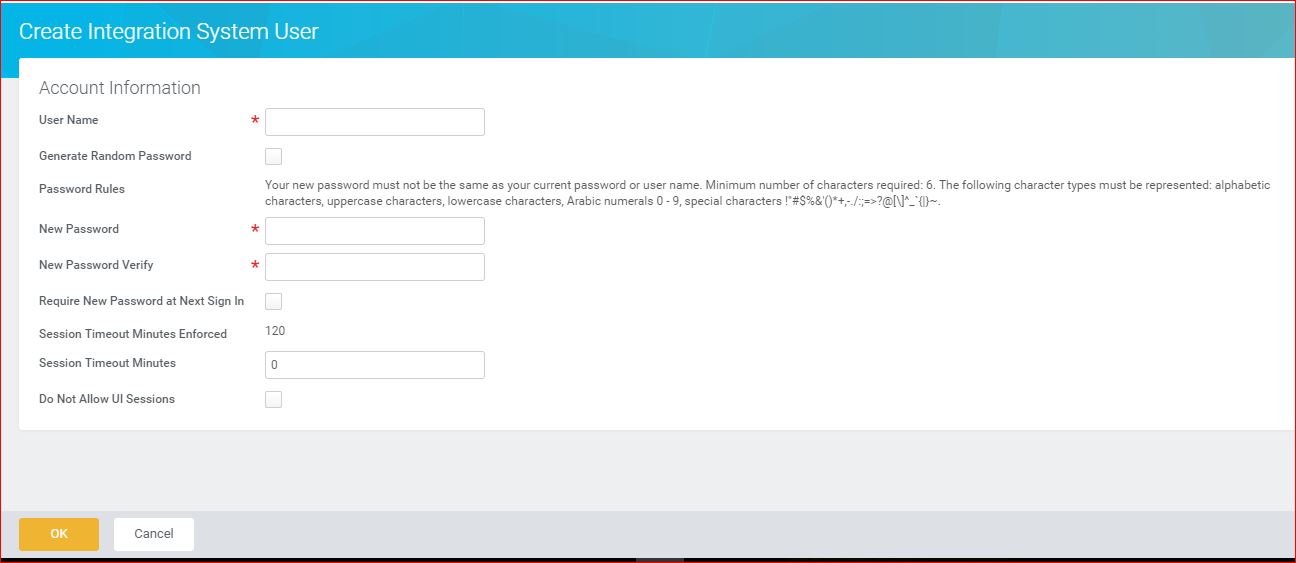 Create Integration System User
Account Information
User Name *
Generate Random Password
Password Rules
Your new password must not be the same as your current password or user name. Minimum number of characters required: 6. The following character types must be represented: alphabetic
characters, uppercase characters, lowercase characters, Arabic numerals 0 - 9, special characters !"#$%&'()*+,-./:;=>?@[\]^_`{|}~.
New Password *
New Password Verify *
Require New Password at Next Sign In
Session Timeout Minutes Enforced 120
Session Timeout Minutes 0
Do Not Allow UI Sessions
OK Cancel